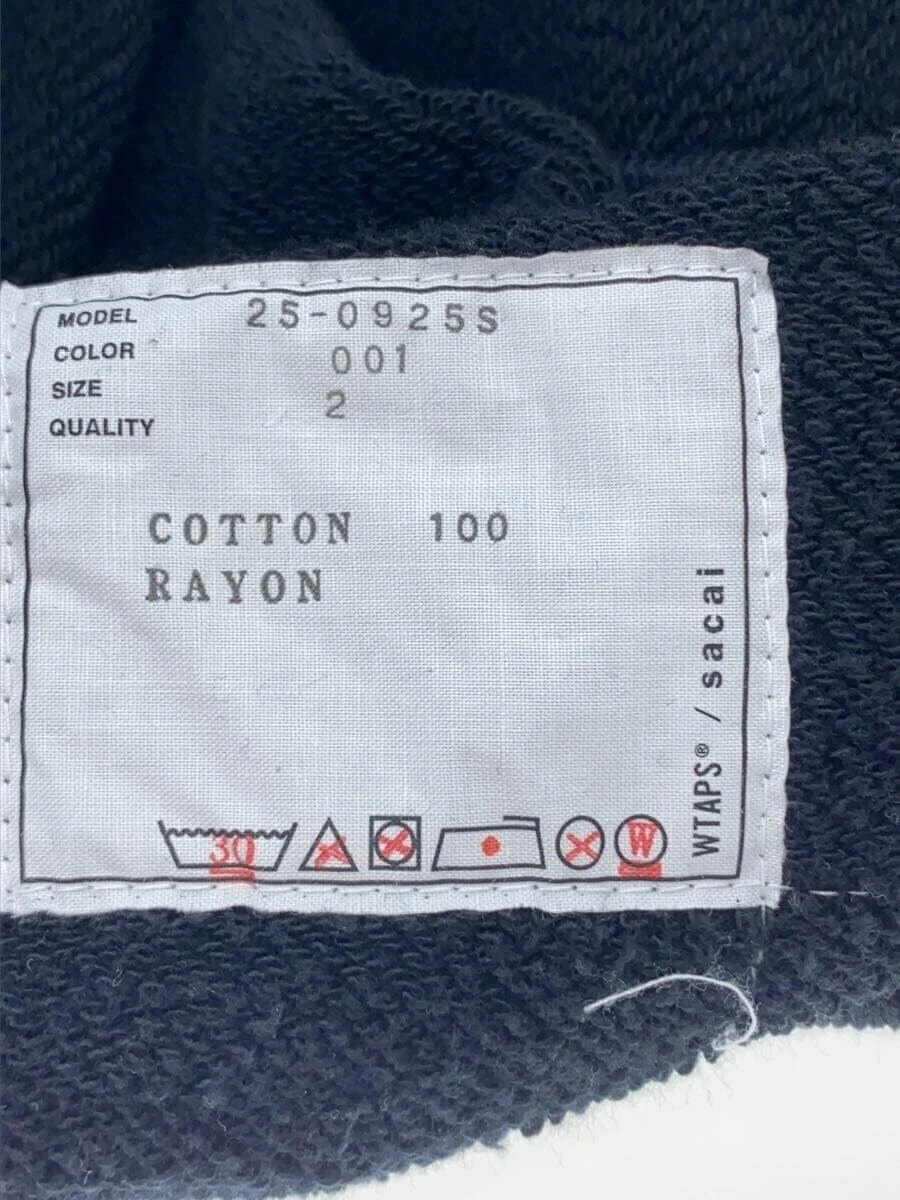 MODEL 25-0925S
COLOR 001
SIZE 2
QUALITY
COTTON 100
RAYON
WTAPS® / sacai
30
W